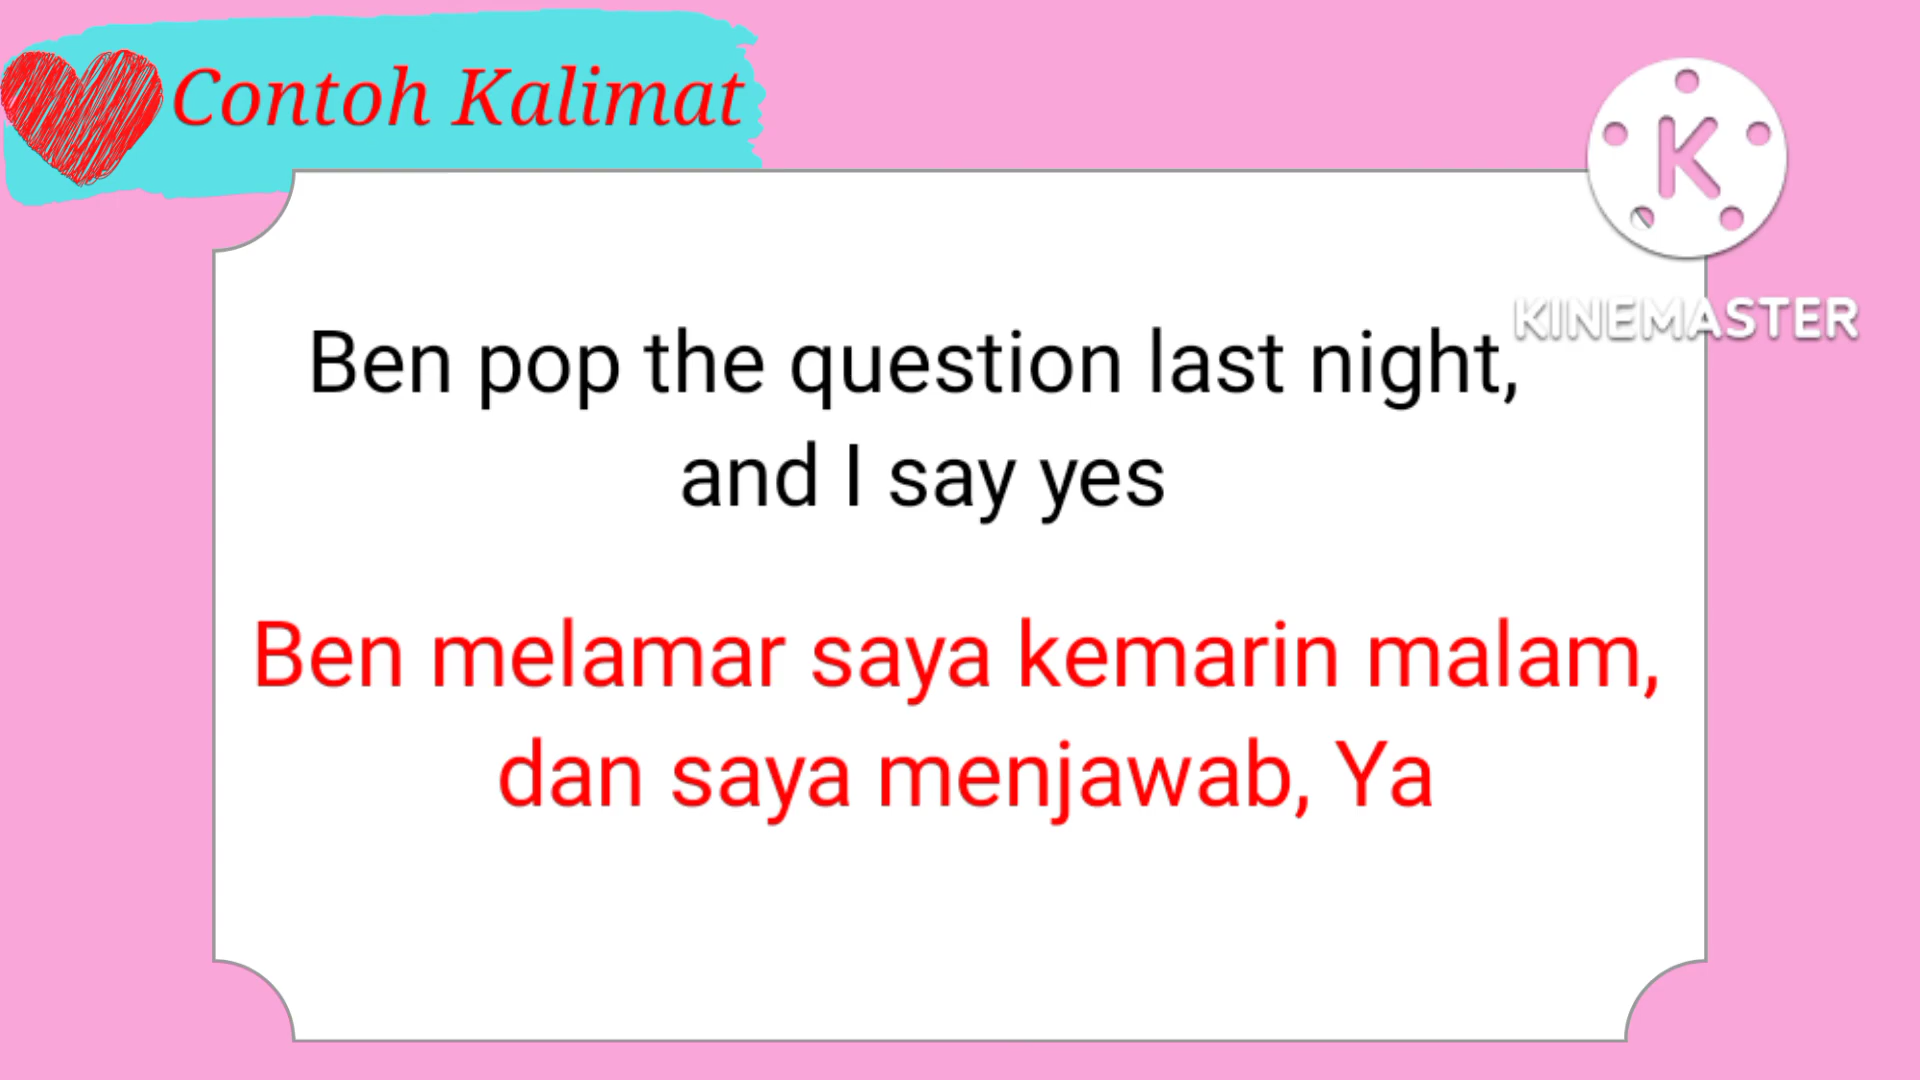 Contoh Kalimat
K
KINEMASTER
Ben pop the question last night,
and I say yes
Ben melamar saya kemarin malam,
dan saya menjawab, Ya